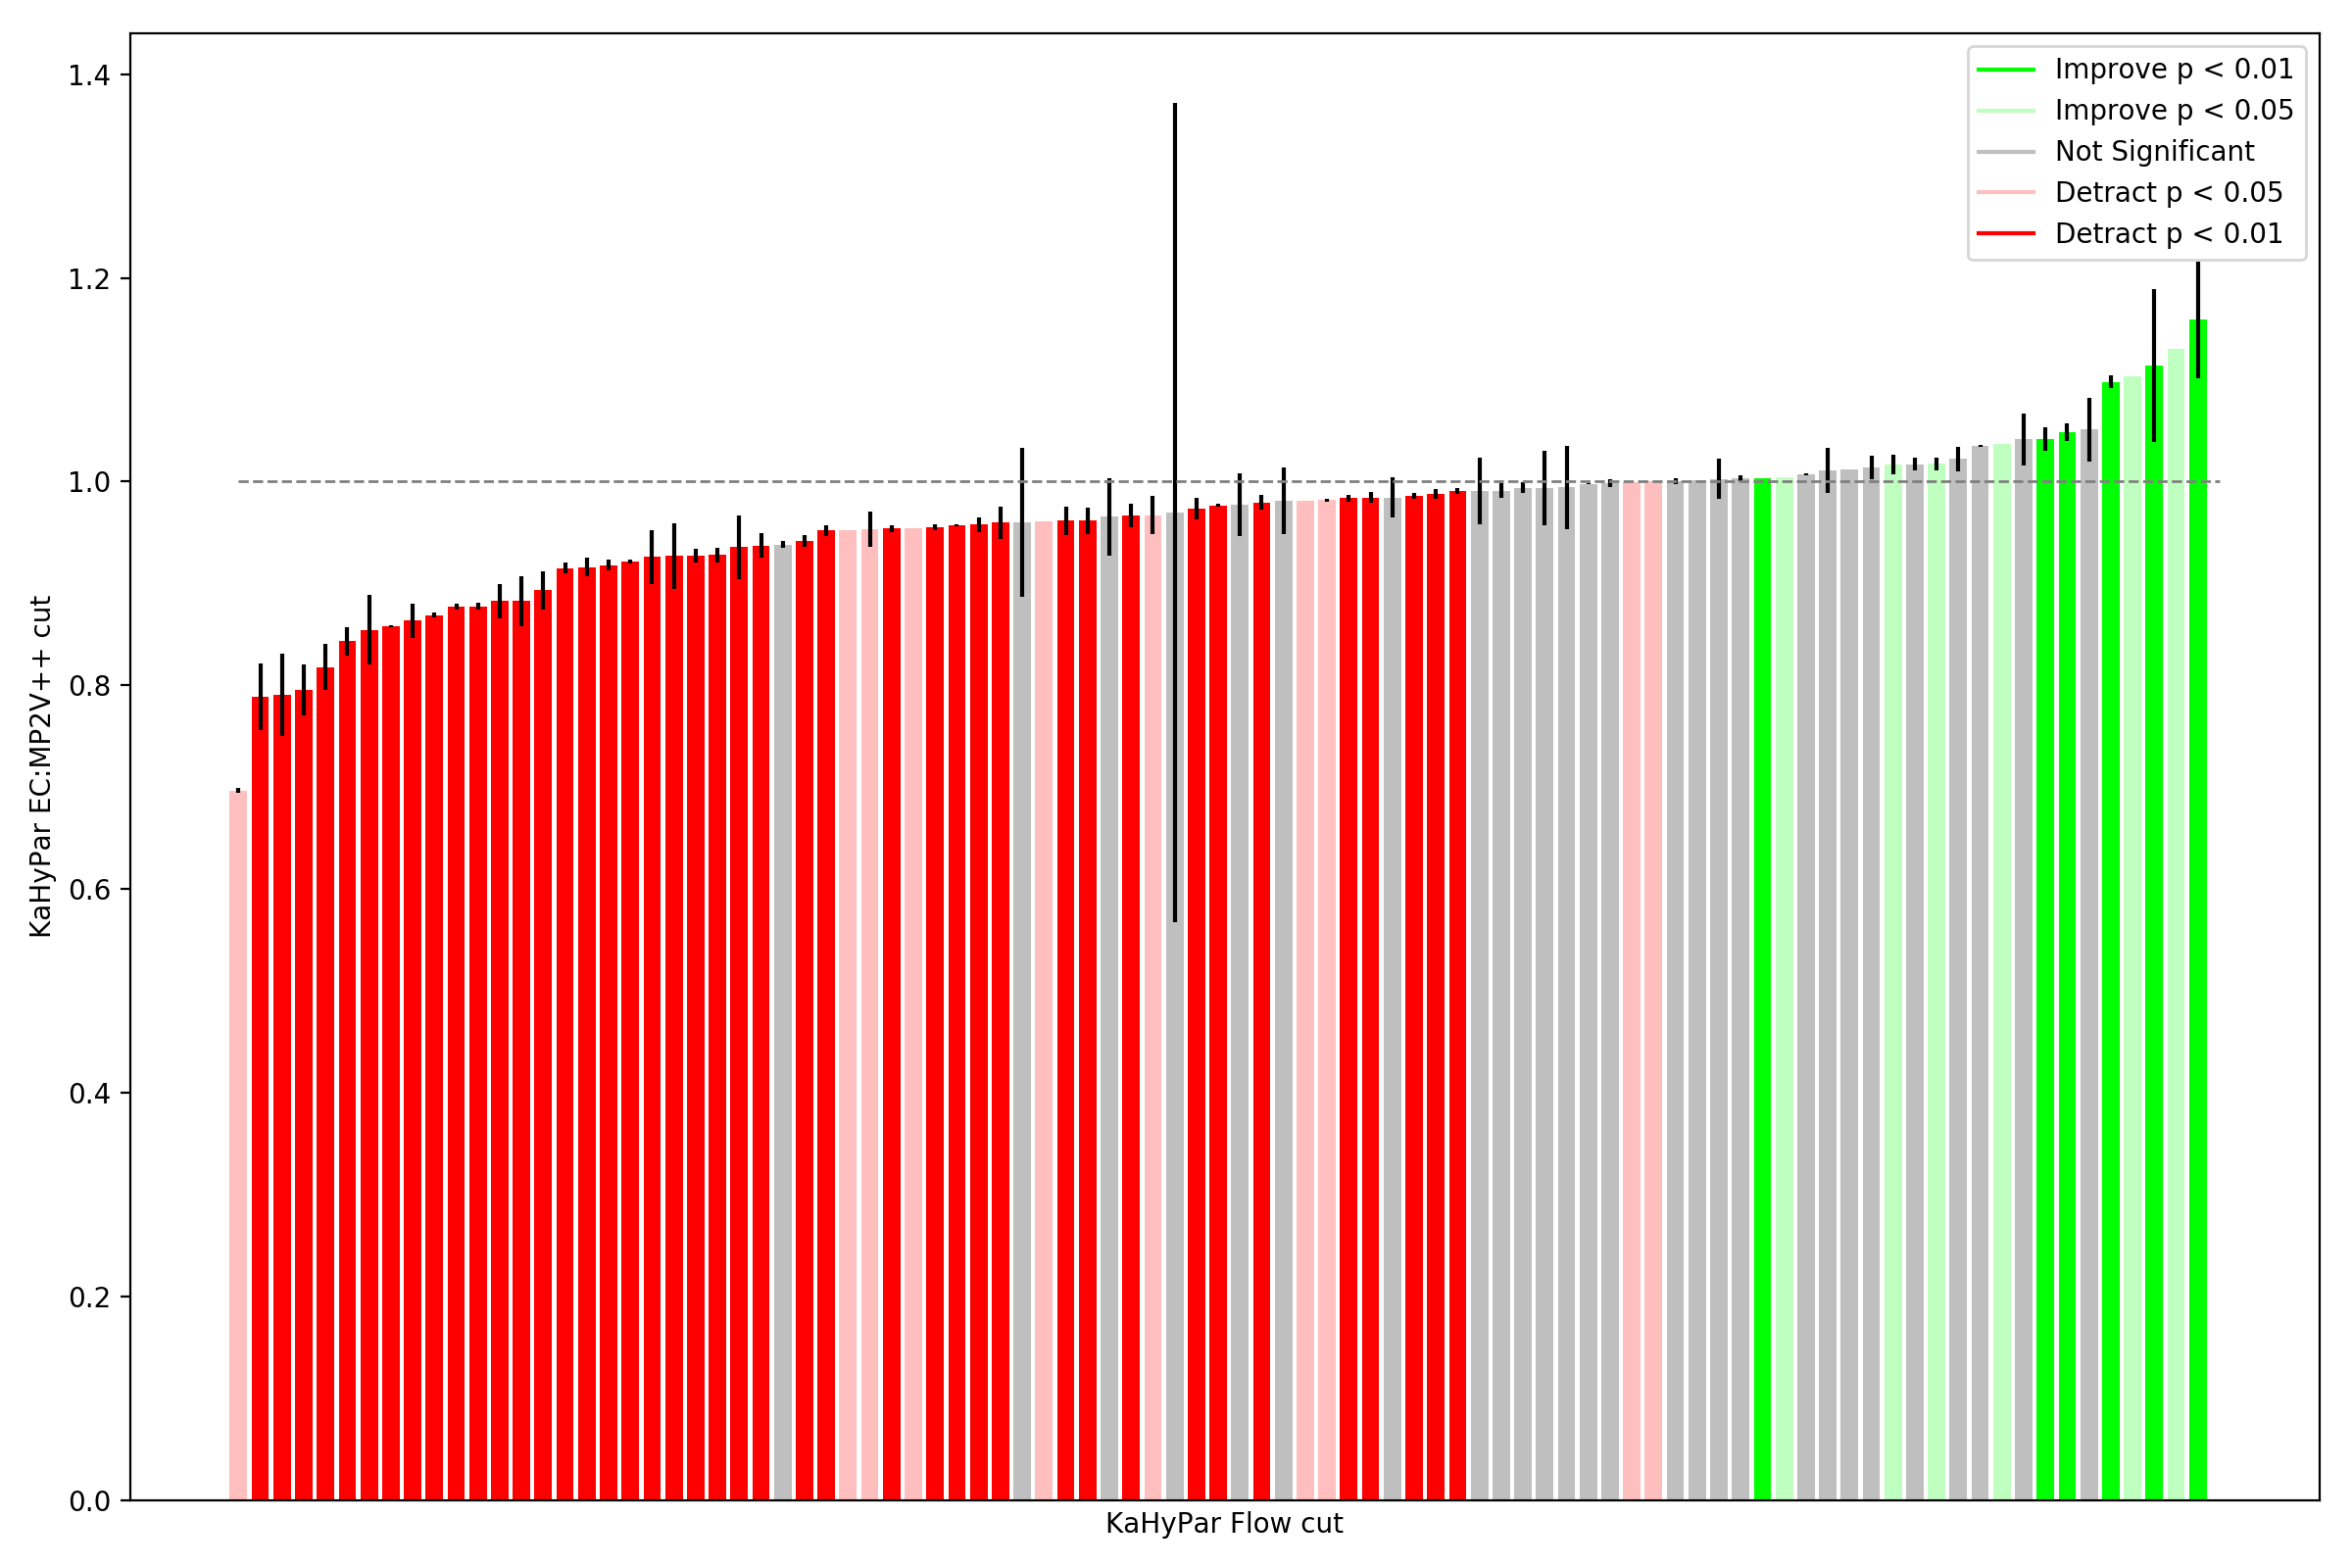 Improve p < 0.01
Improve p < 0.05
Not Significant
Detract p < 0.05
Detract p < 0.01
1.4
1.2
1.0
0.8
0.6
0.4
0.2
0.0
KaHyPar EC:MP2V++ cut
KaHyPar Flow cut